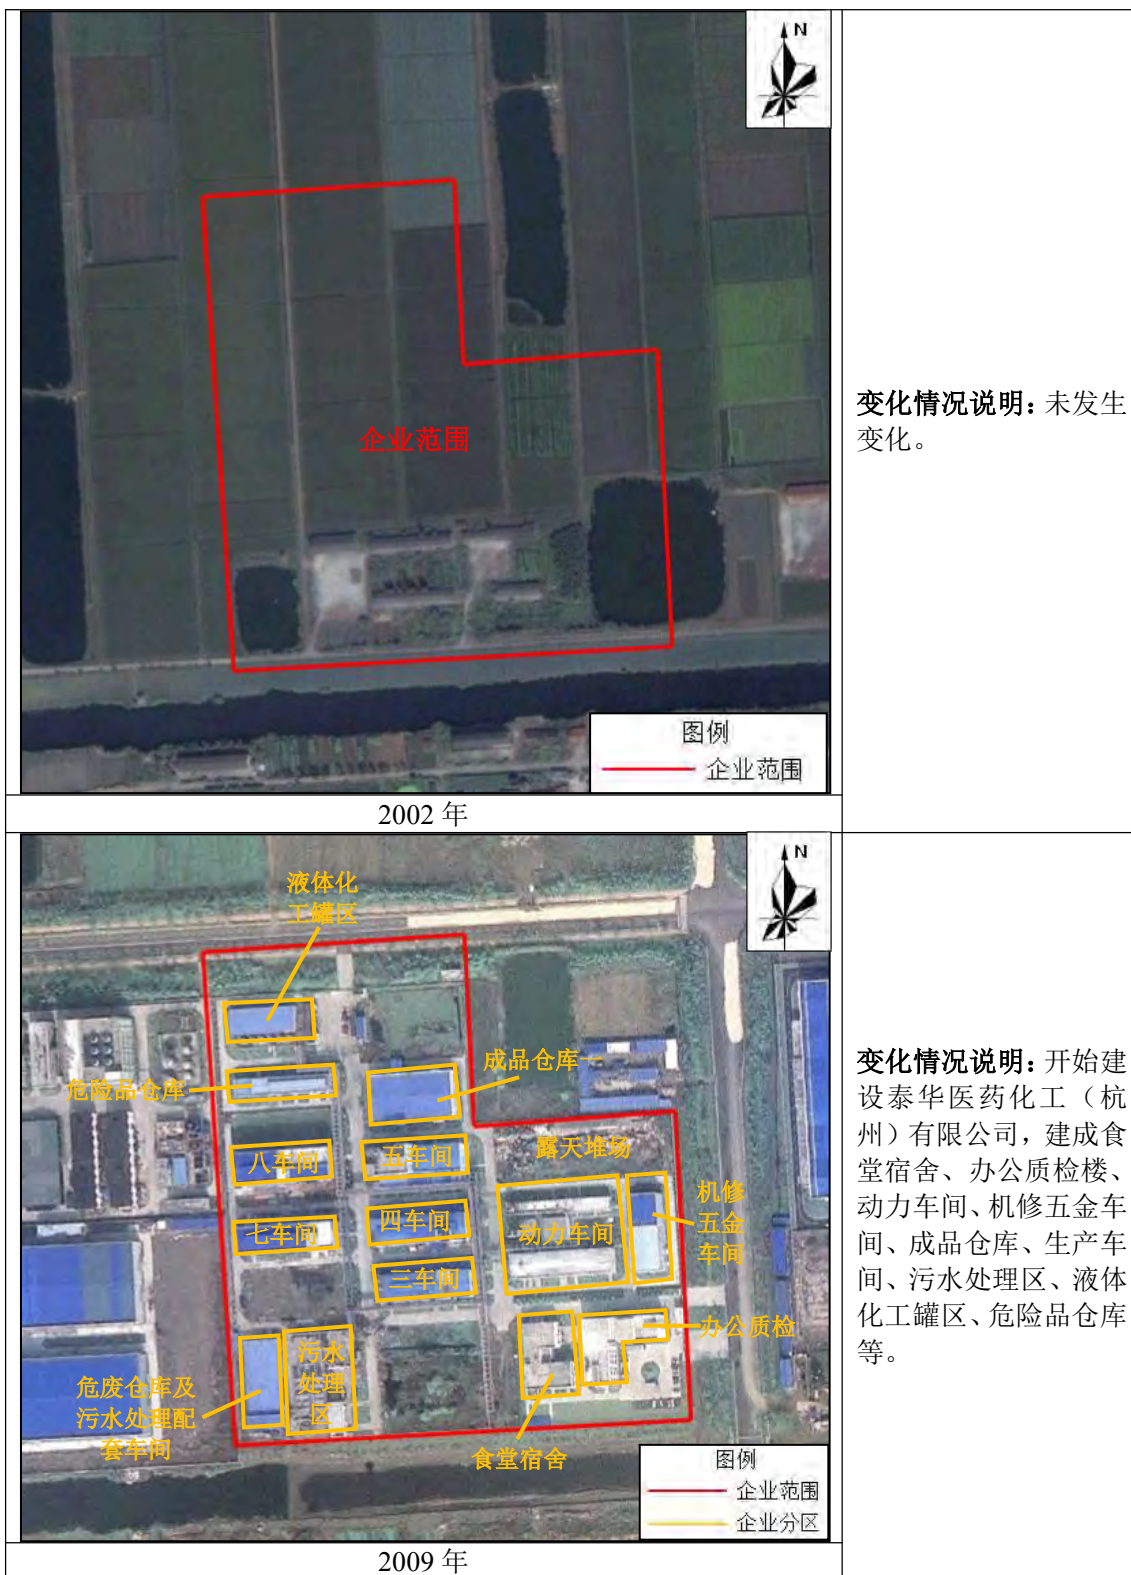 N
企业范围
图例
企业范围
变化情况说明：未发生
变化。
2002 年
N
液体化
工罐区
成品仓库一
危险品仓库
八车间
五车间
露天堆场
机修
五金
车间
七车间
四车间
动力车间
三车间
办公质检
污水
处理
区
危废仓库及
污水处理配
套车间
食堂宿舍
图例
企业范围
企业分区
变化情况说明：开始建
设泰华医药化工（杭
州）有限公司，建成食
堂宿舍、办公质检楼、
动力车间、机修五金车
间、成品仓库、生产车
间、污水处理区、液体
化工罐区、危险品仓库
等。
2009 年